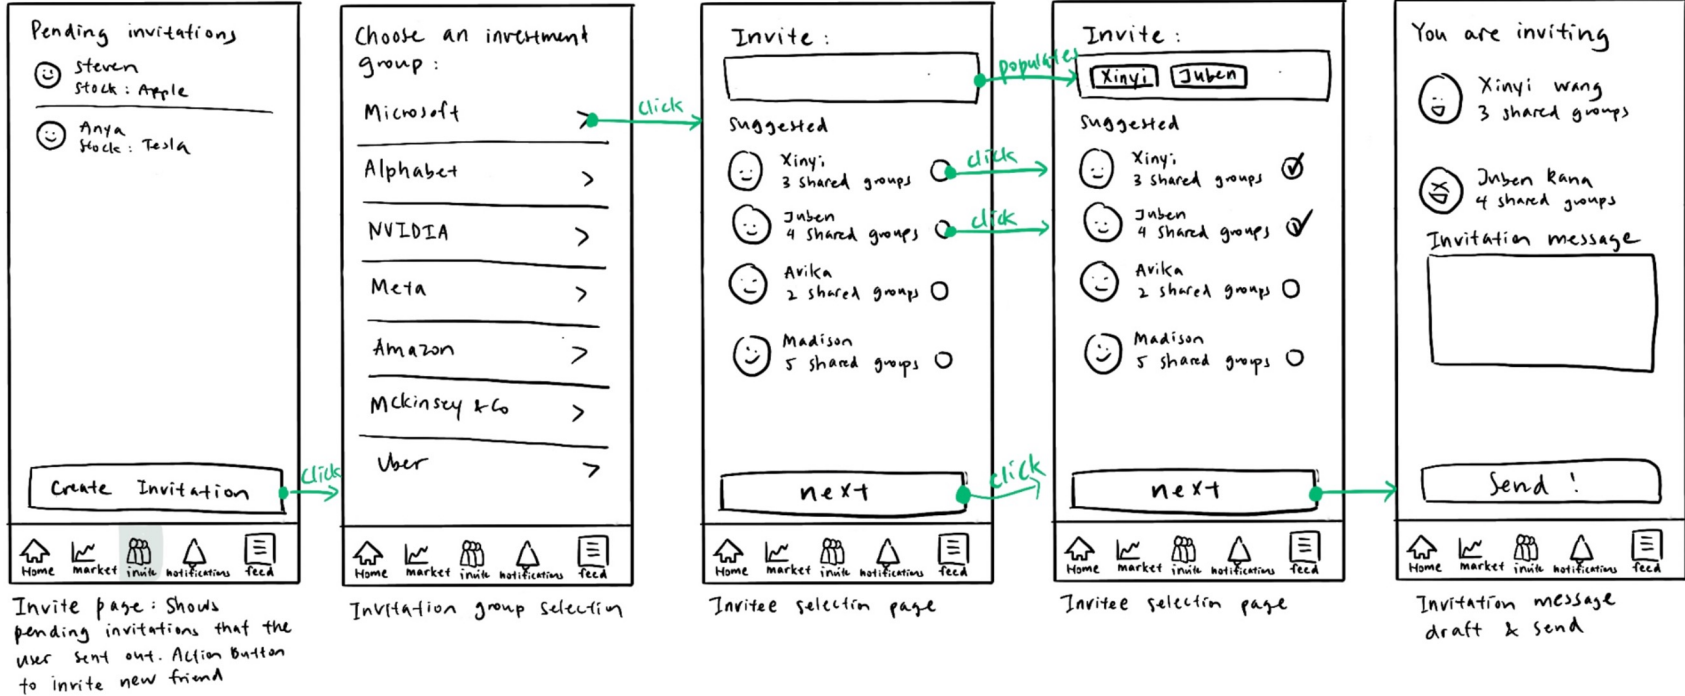 Pending invitations
Steven
Stock: Apple
Anya
Stock: Tesla
Create Invitation
click
Home
market
invite
notifications
feed
Invite page: Shows
pending invitations that the
user sent out. Action Button
to invite new friend
Choose an investment
group:
Microsoft
click
Alphabet
NVIDIA
Meta
Amazon
Mckinsey & Co
Uber
Home
market
invite
notifications
feed
Invitation group selection
Invite:
populates
Suggested
Xinyi
3 shared groups
click
Juben
4 shared groups
click
Avika
2 shared groups
Madison
5 shared groups
next
click
Home
market
invite
notifications
feed
Invitee selectin page
Invite:
Xinyi
Juben
Suggested
Xinyi
3 shared groups
Juben
4 shared groups
Avika
2 shared groups
Madison
5 shared groups
next
Home
market
invite
notifications
feed
Invitee selectin page
You are inviting
Xinyi wang
3 shared groups
Juben Rana
4 shared groups
Invitation message
Send!
Home
market
invite
notifications
feed
Invitation message
draft & send